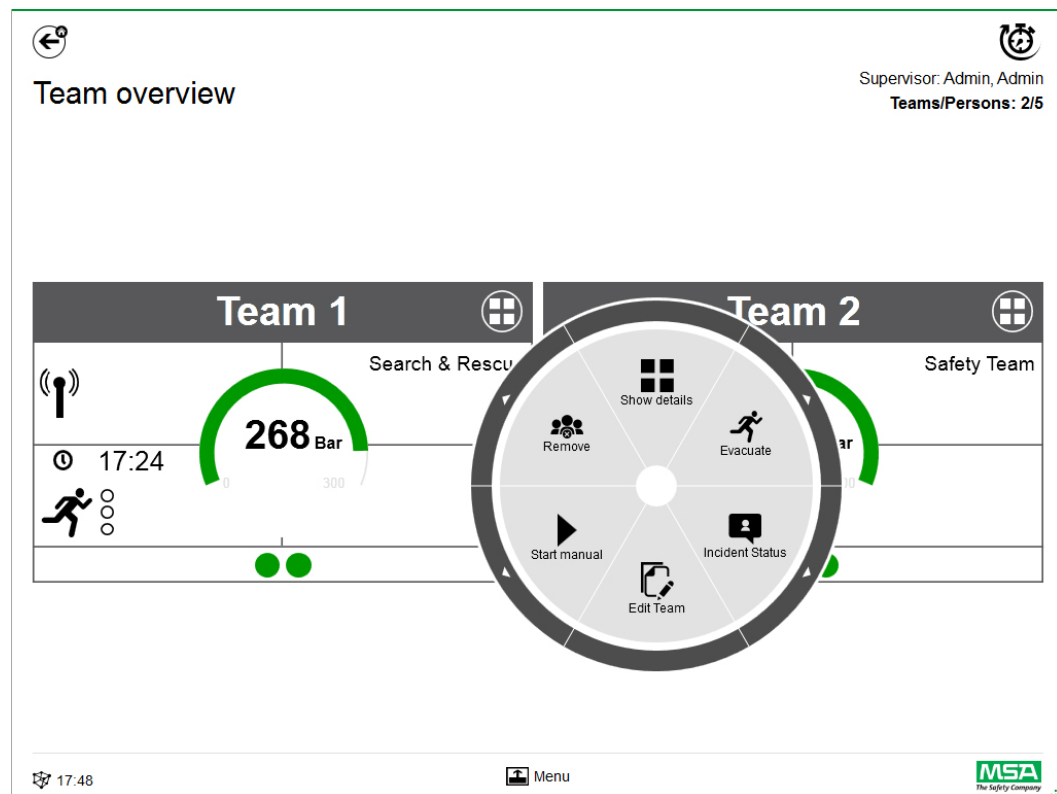 Team overview
Supervisor: Admin, Admin
Teams/Persons: 2/5
Team 1
Team 2
Search & Rescu
Safety Team
268 Bar
0
300
17:24
Show details
Remove
Evacuate
Start manual
Incident Status
Edit Team
17:48
Menu
MSA
The Safety Company